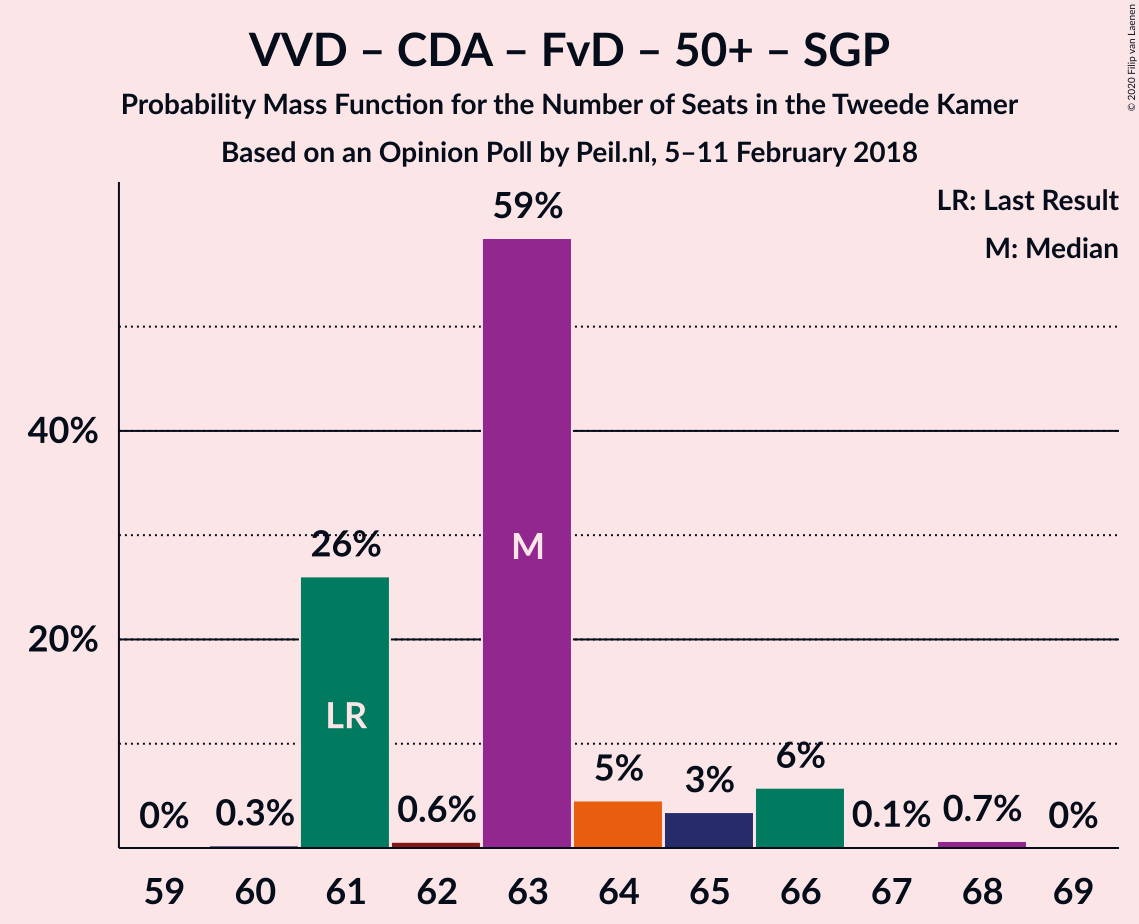 VVD – CDA – FvD – 50+ – SGP
Probability Mass Function for the Number of Seats in the Tweede Kamer
Based on an Opinion Poll by Peil.nl, 5–11 February 2018
© 2020 Filip van Laenen
LR: Last Result
M: Median
59%
40%
26%
M
20%
LR
0%
0.3%
0.6%
5%
3%
6%
0.1%
0.7%
0%
59 60 61 62 63 64 65 66 67 68 69